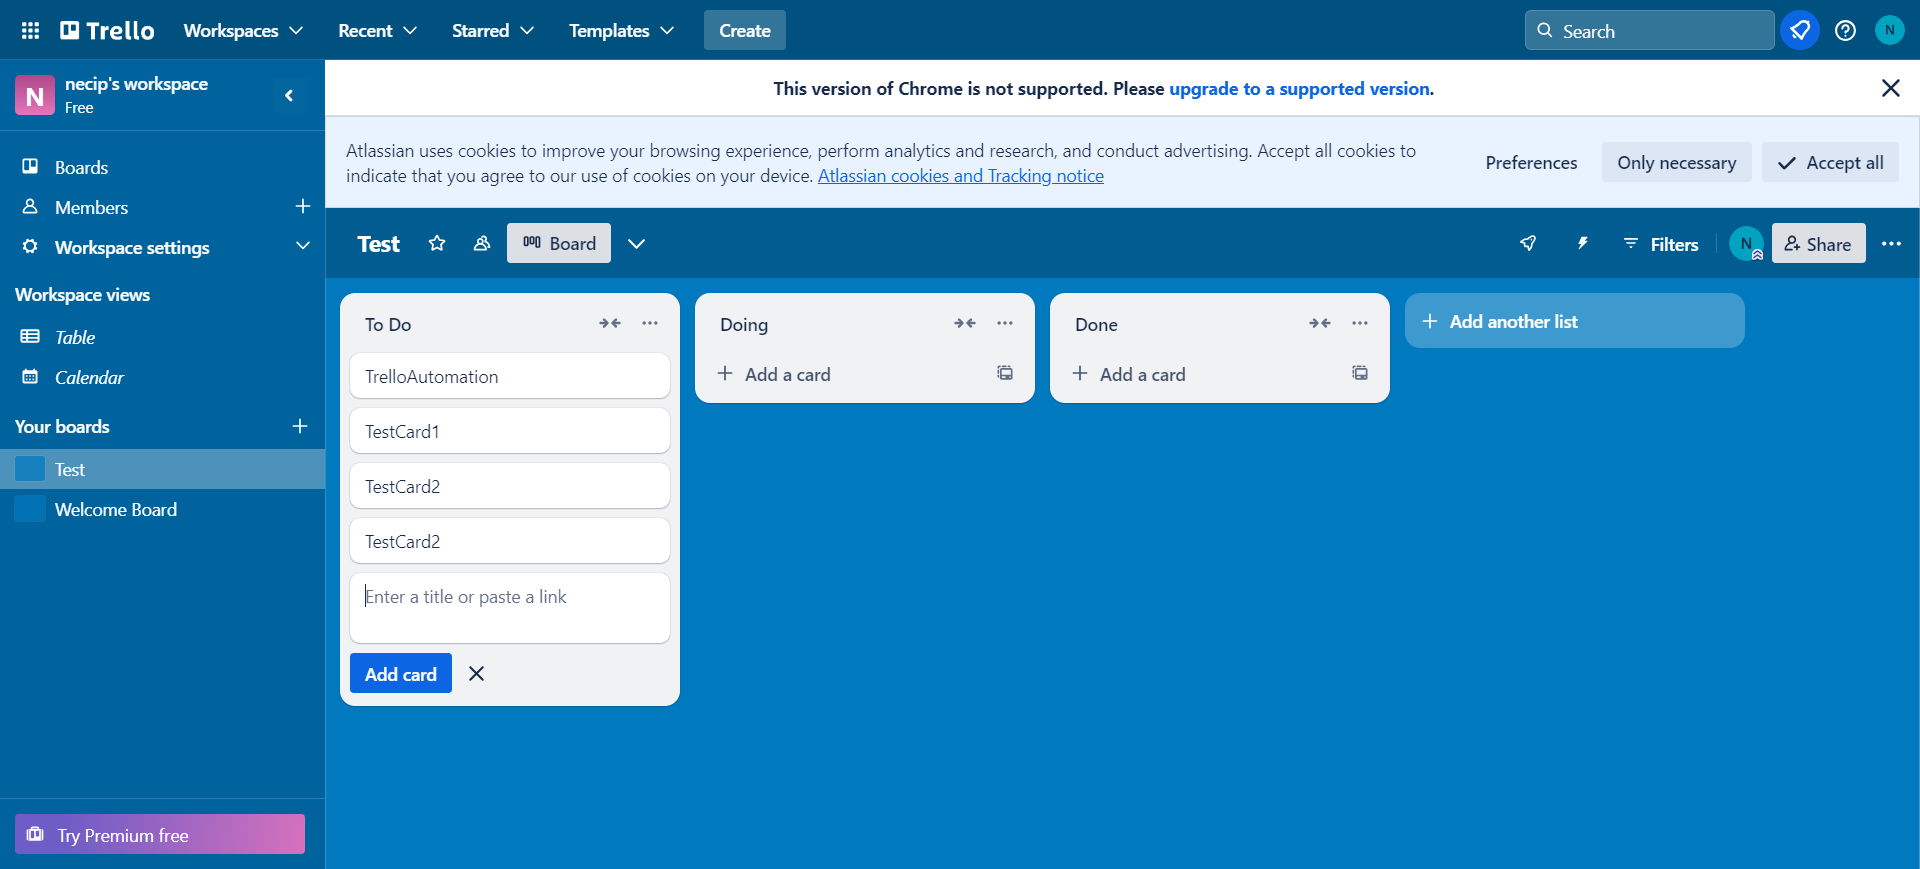 Trello
Workspaces
Recent
Starred
Templates
Create
Search
N
N
necip's workspace
Free
This version of Chrome is not supported. Please upgrade to a supported version.
Atlassian uses cookies to improve your browsing experience, perform analytics and research, and conduct advertising. Accept all cookies to
indicate that you agree to our use of cookies on your device. Atlassian cookies and Tracking notice
Preferences
Only necessary
Accept all
Boards
Members
Workspace settings
Workspace views
Table
Calendar
Your boards
Test
Welcome Board
Try Premium free
Test
Board
Filters
N
Share
To Do
TrelloAutomation
TestCard1
TestCard2
TestCard2
Enter a title or paste a link
Add card
Doing
Add a card
Done
Add a card
Add another list